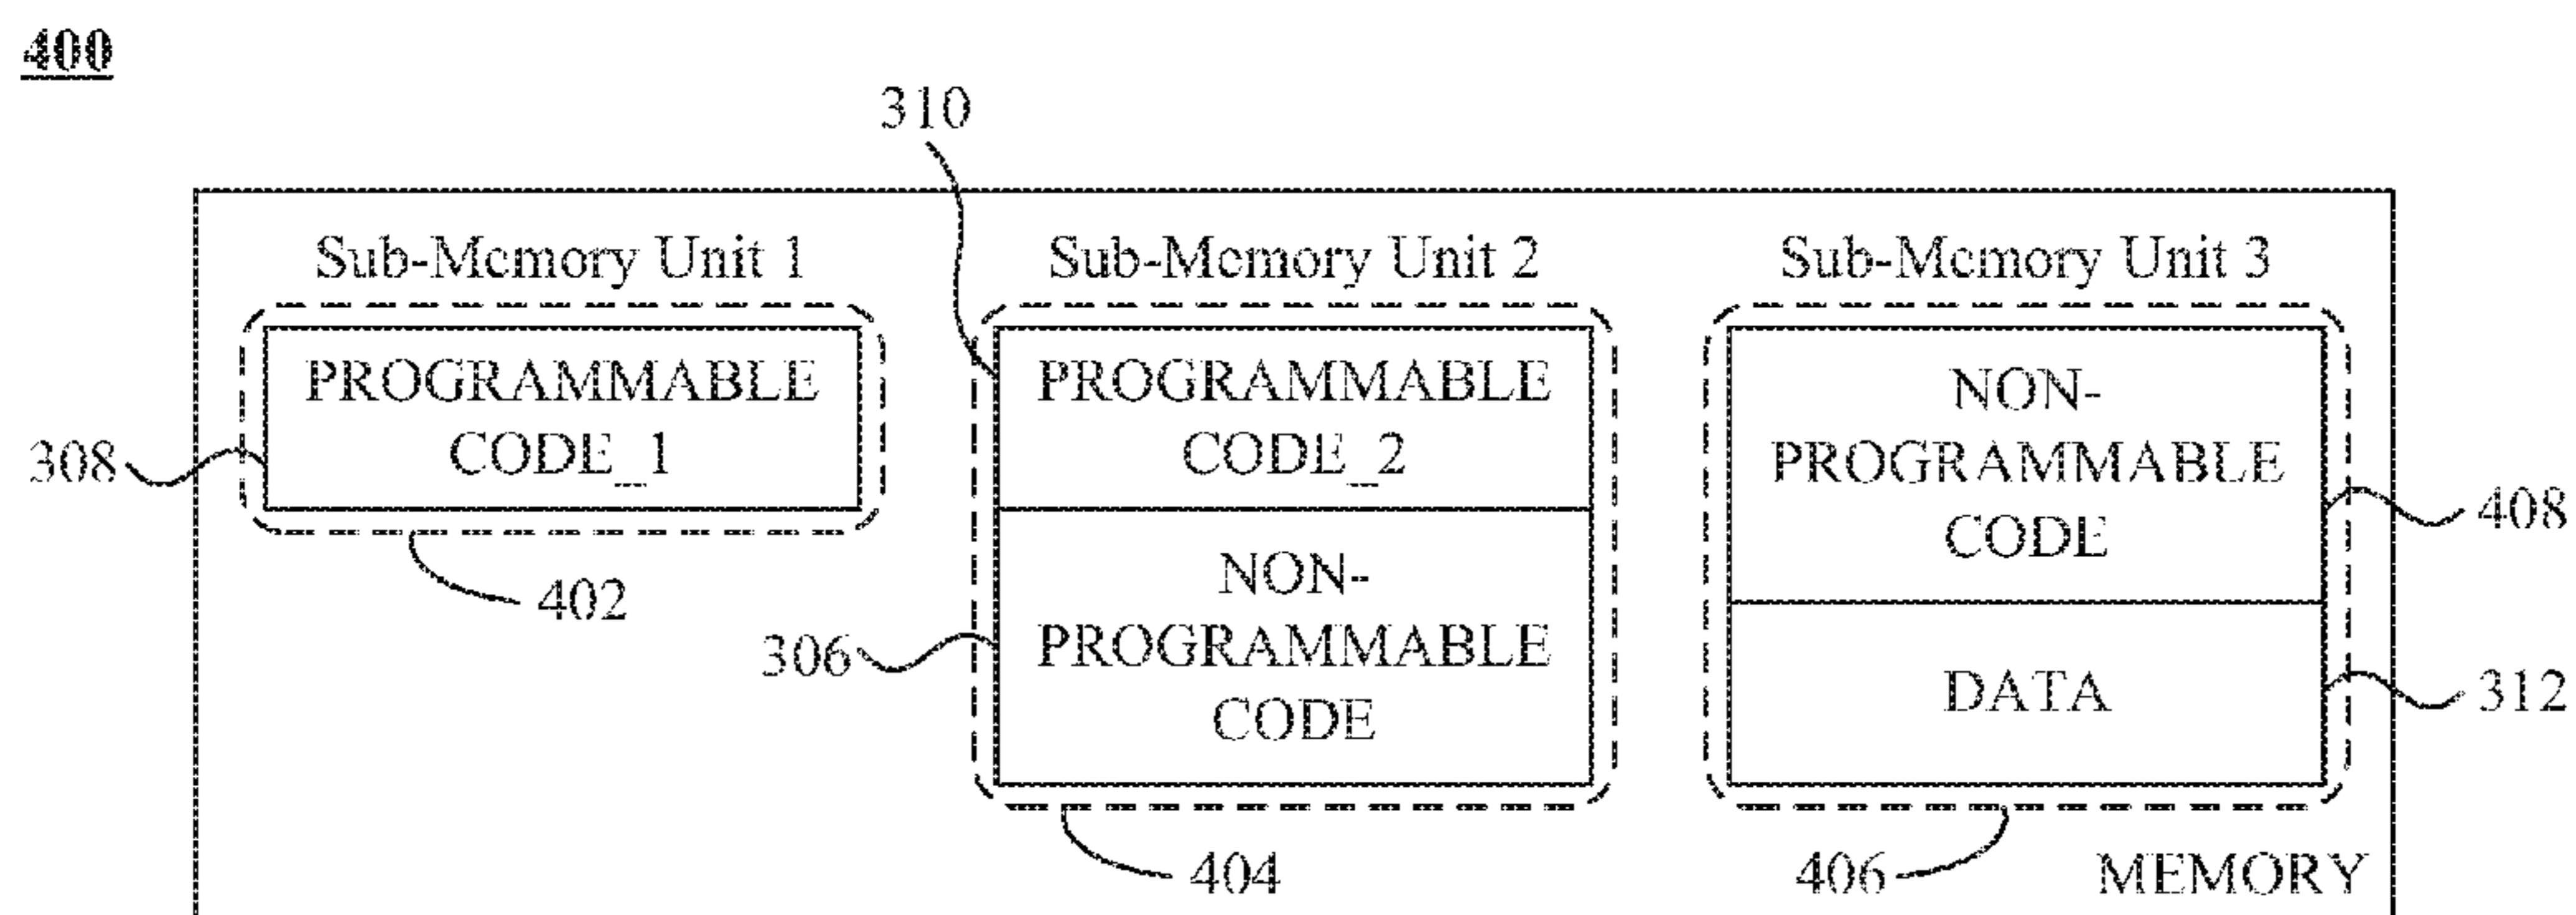 400
310
Sub-Memory Unit 1
Sub-Memory Unit 2
Sub-Memory Unit 3
PROGRAMMABLE
CODE_1
308
402
PROGRAMMABLE
CODE_2
NON-
PROGRAMMABLE
CODE
306
404
NON-
PROGRAMMABLE
CODE
408
DATA
312
406
MEMORY